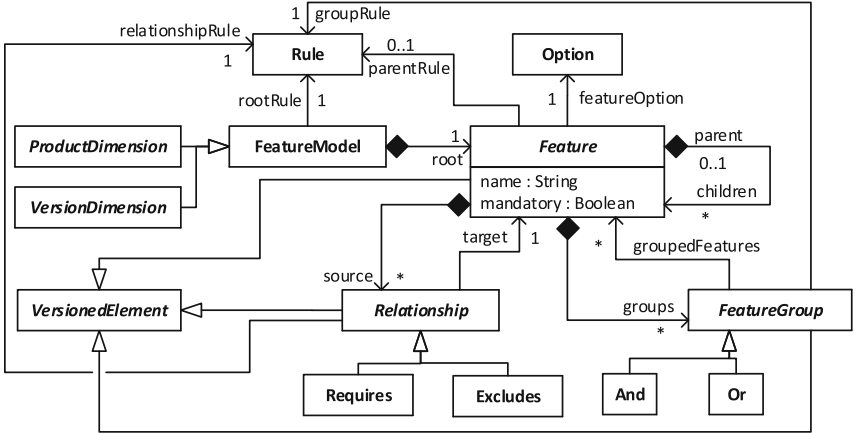 1 groupRule
relationshipRule
1
Rule
0..1
parentRule
Option
rootRule 1
1 featureOption
ProductDimension
FeatureModel
1
root
Feature
parent
0..1
VersionDimension
name : String
mandatory : Boolean
children
*
target 1
* groupedFeatures
source *
VersionedElement
Relationship
groups
*
FeatureGroup
Requires
Excludes
And
Or